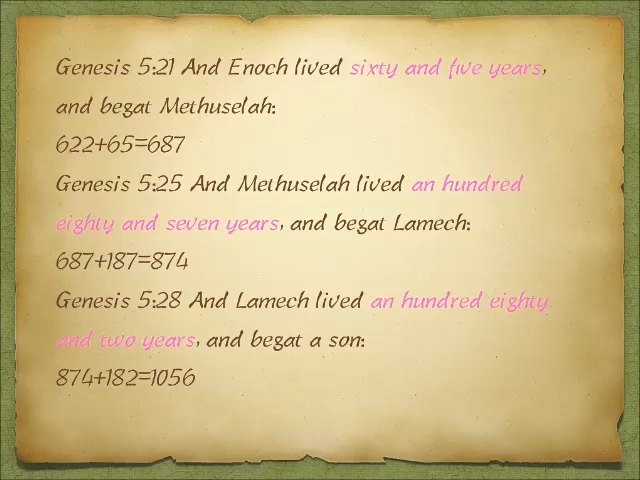 Genesis 5:21 And Enoch lived sixty and five years,
and begat Methuselah:
622+65=687
Genesis 5:25 And Methuselah lived an hundred
eighty and seven years, and begat Lamech:
687+187=874
Genesis 5:28 And Lamech lived an hundred eighty
and two years, and begat a son:
874+182=1056